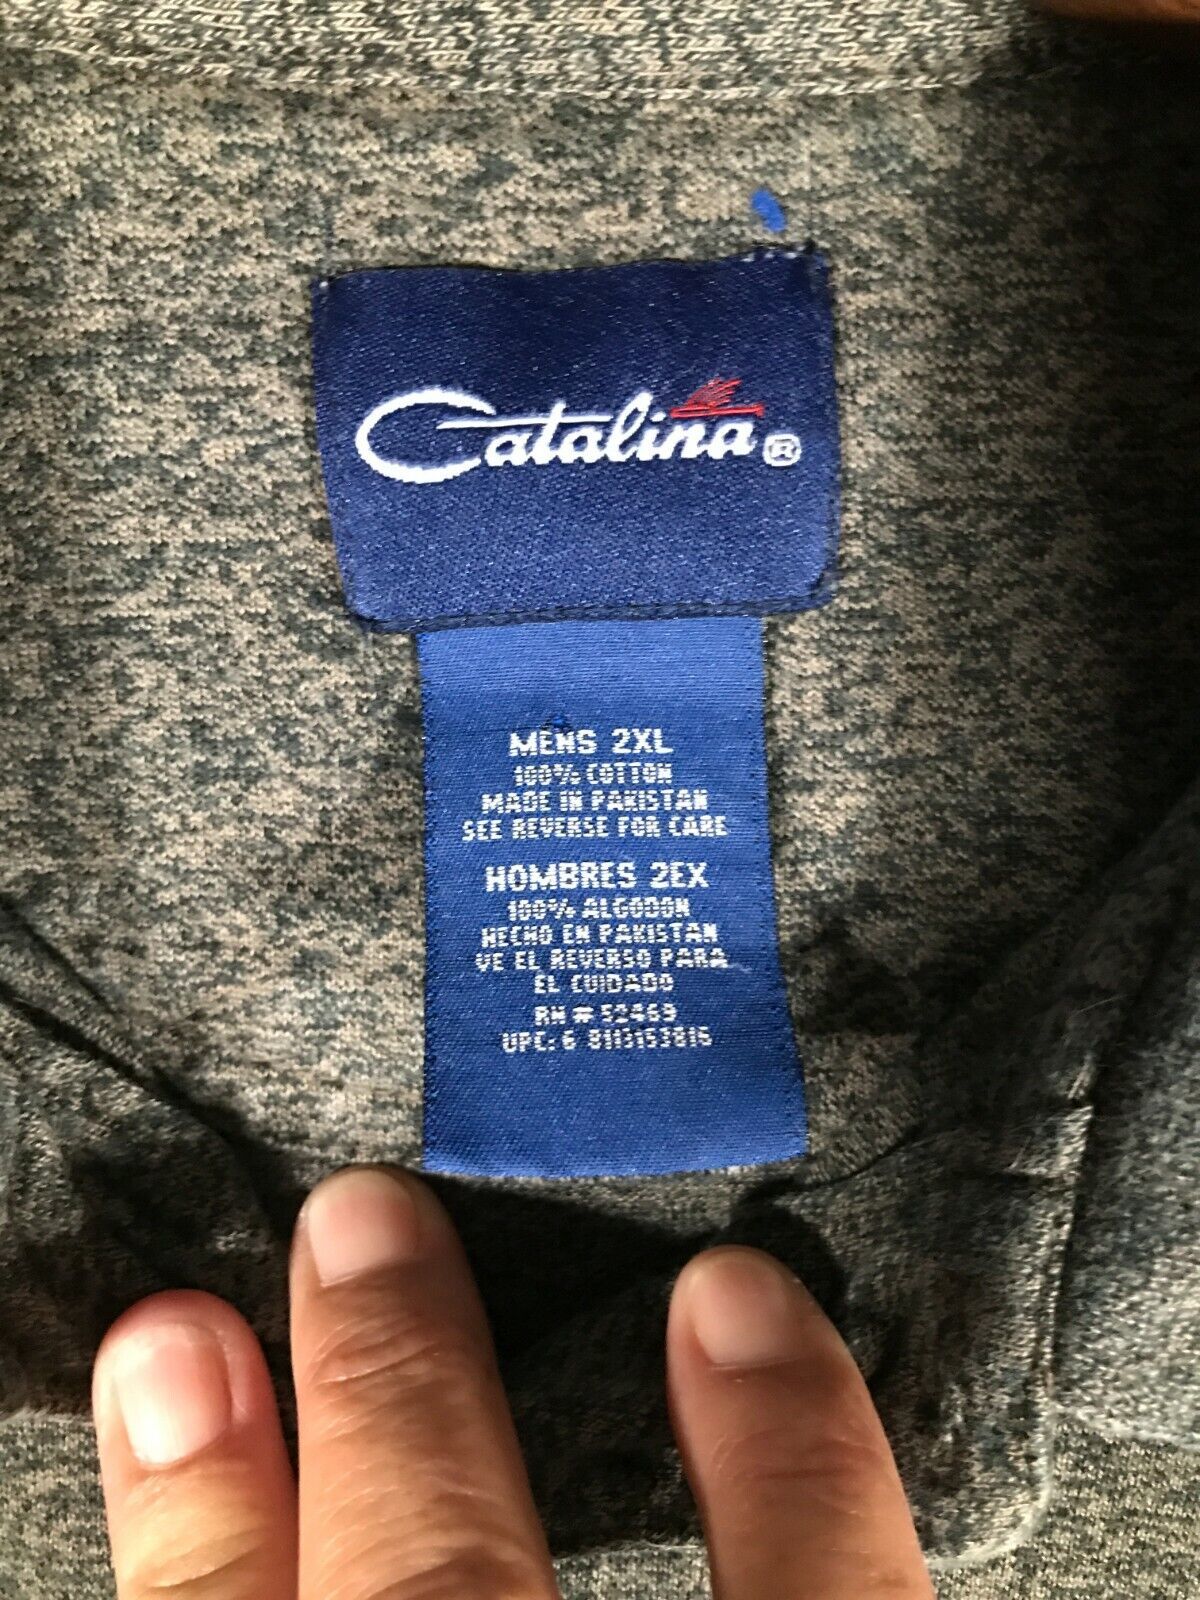 Catalina®
MENS 2XL
100% COTTON
MADE IN PAKISTAN
SEE REVERSE FOR CARE
HOMBRES 2EX
100% ALGODON
HECHO EN PAKISTAN
VE EL REVERSO PARA
EL CUIDADO
RN # 52469
UPC: 6 8113153816